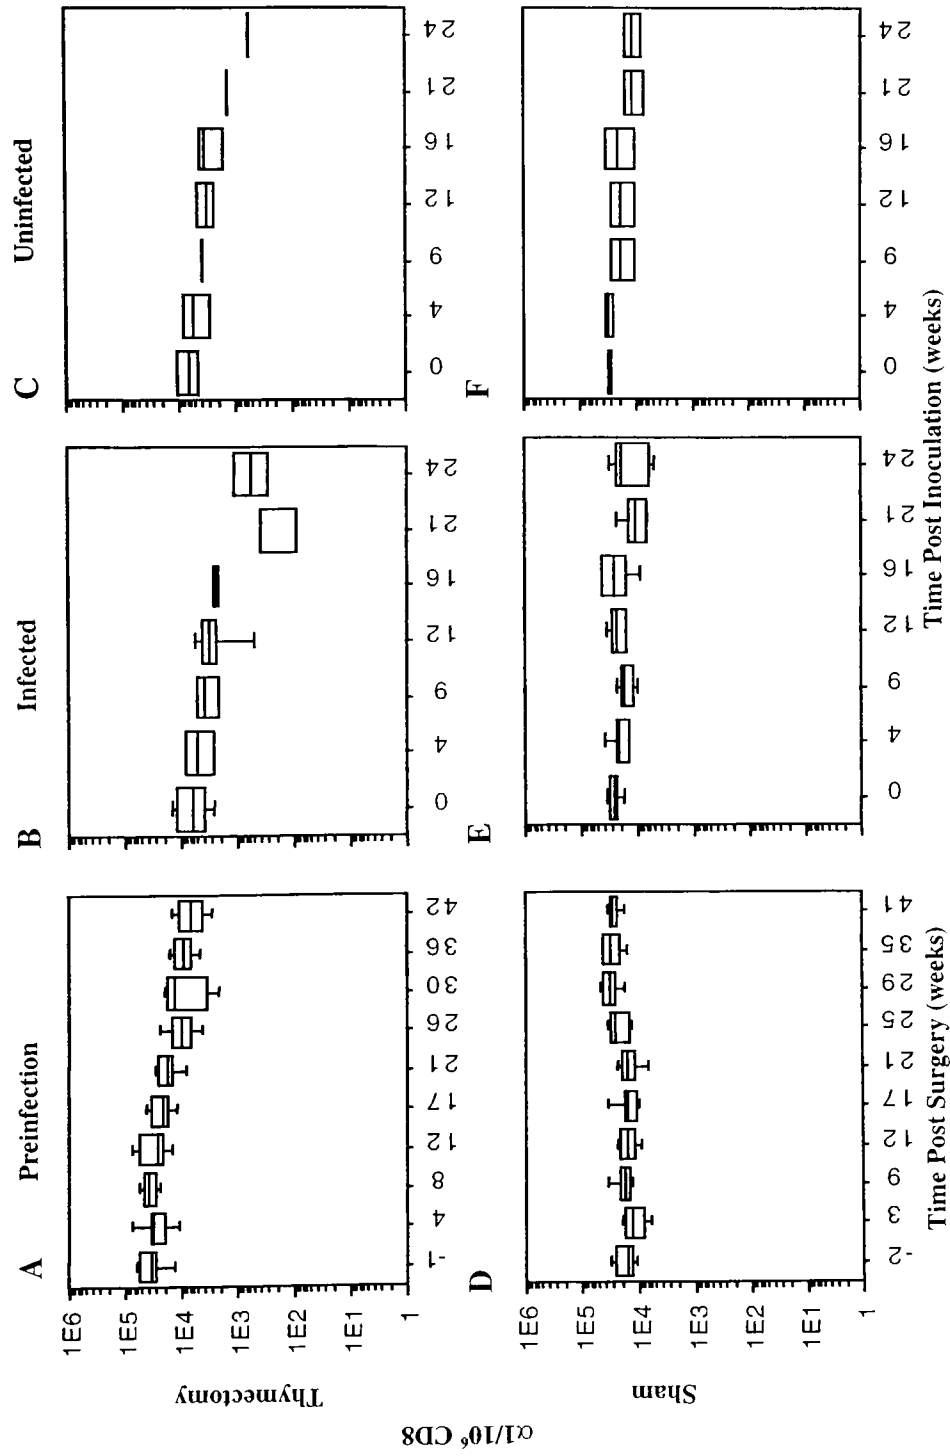 A Preinfection
B Infected
C Uninfected
Thymectomy
1E6
1E5
1E4
1E3
1E2
1
-1 4 8 12 17 21 26 30 36 42
0 4 9 12 16 21 24
0 4 9 12 16 21 24
α1/10⁶ CD8
D
E
F
Sham
1E6
1E5
1E4
1E3
1E2
1E1
1
-2 3 9 12 17 21 25 29 35 41
0 4 9 12 16 21 24
0 4 9 12 16 21 24
Time Post Surgery (weeks)
Time Post Inoculation (weeks)